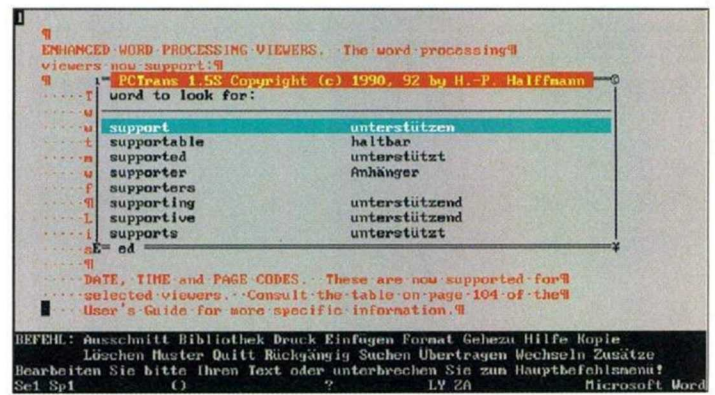 1
¶
ENHANCED·WORD·PROCESSING·VIEWERS.··The·word·processing¶
viewers·now·support:¶
¶
PCTrans 1.5S Copyright (c) 1990, 92 by H.-P. Halffmann
T word to look for:
w
w support unterstützen
t supportable haltbar
m supported unterstützt
w supporter Anhänger
f supporters
¶ supporting unterstützend
L supportive unterstützend
i supports unterstützt
s ed
¶
DATE,·TIME·and·PAGE·CODES.··These·are·now·supported·for¶
selected·viewers.··Consult·the·table·on·page·104·of·the¶
User's·Guide·for·more·specific·information.¶
BEFEHL: Ausschnitt Bibliothek Druck Einfügen Format Gehezu Hilfe Kopie
Löschen Muster Quitt Rückgängig Suchen Übertragen Wechseln Zusätze
Bearbeiten Sie bitte Ihren Text oder unterbrechen Sie zum Hauptbefehlsmenü!
Se1 Sp1 () ? LY ZA Microsoft Word